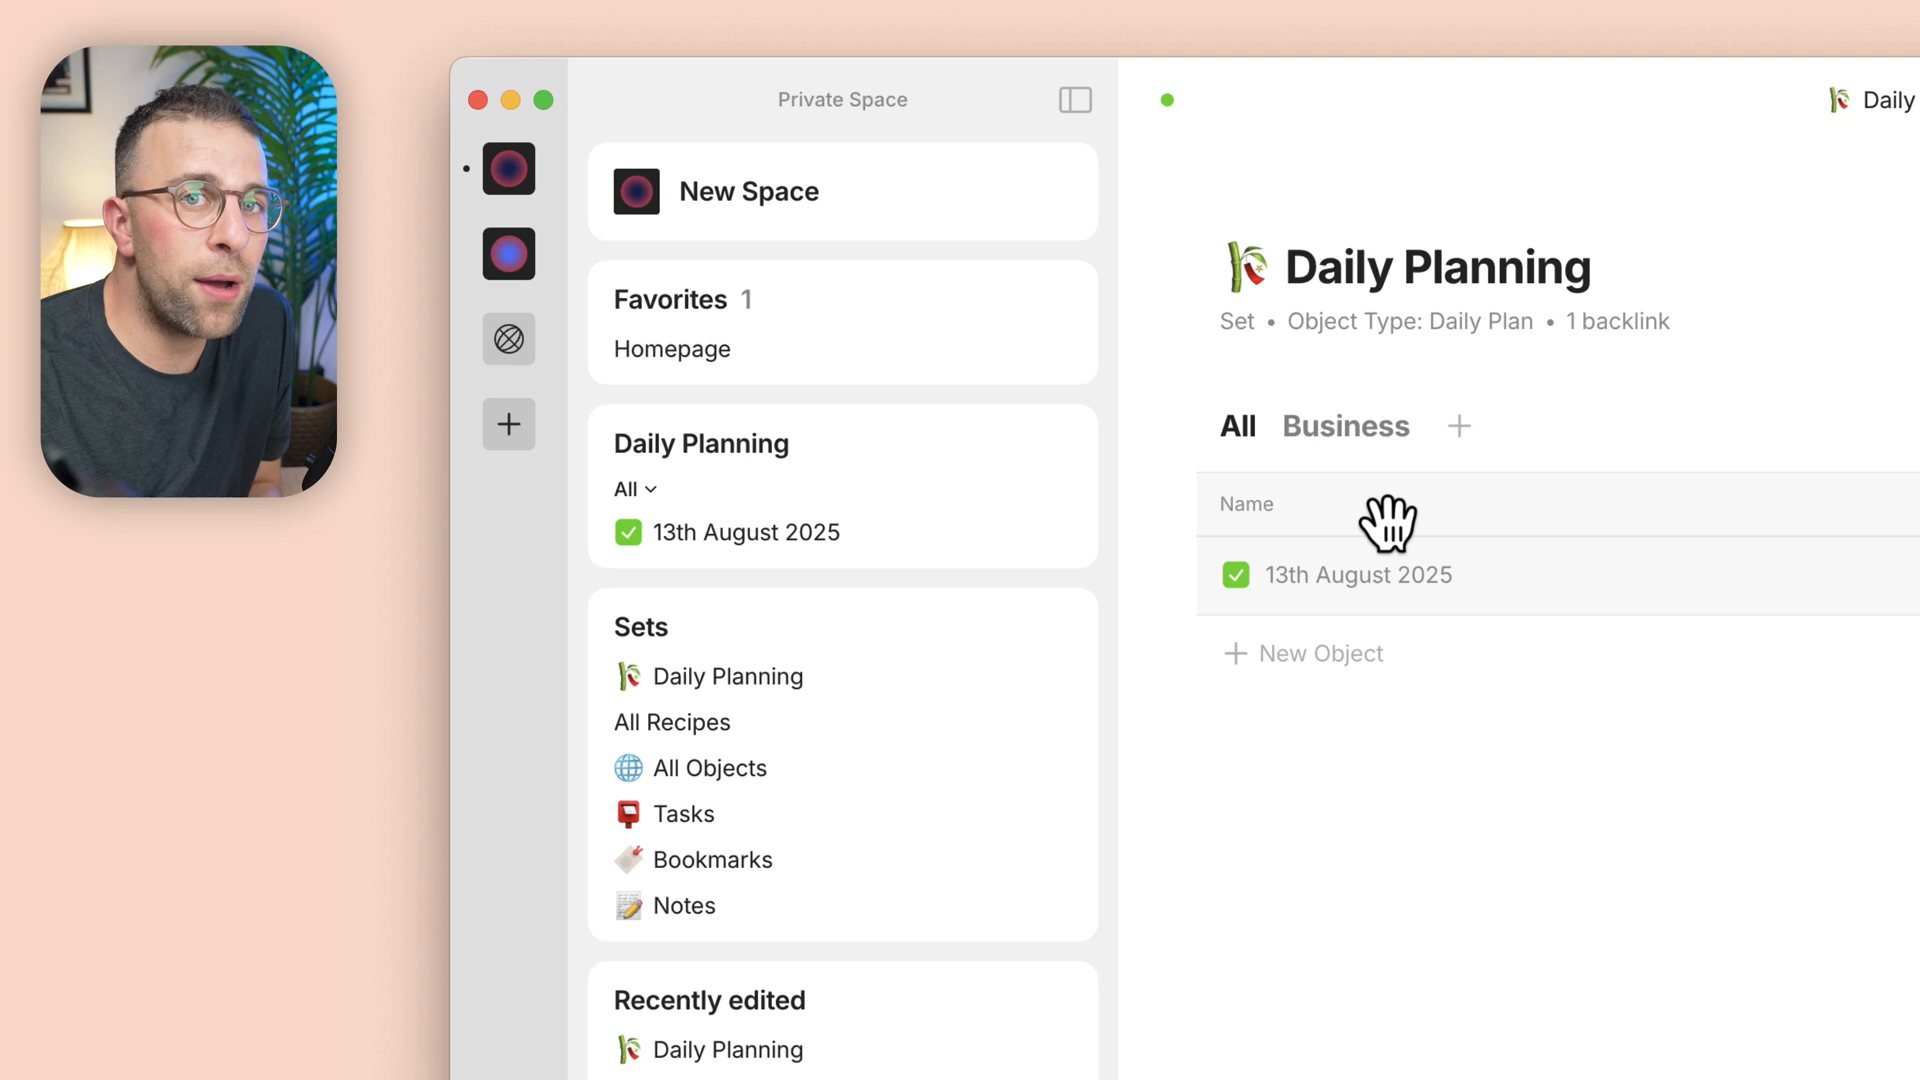 Private Space
New Space
Favorites 1
Homepage
Daily Planning
All
13th August 2025
Sets
Daily Planning
All Recipes
All Objects
Tasks
Bookmarks
Notes
Recently edited
Daily Planning
Daily
Daily Planning
Set • Object Type: Daily Plan • 1 backlink
All Business +
Name
13th August 2025
+ New Object